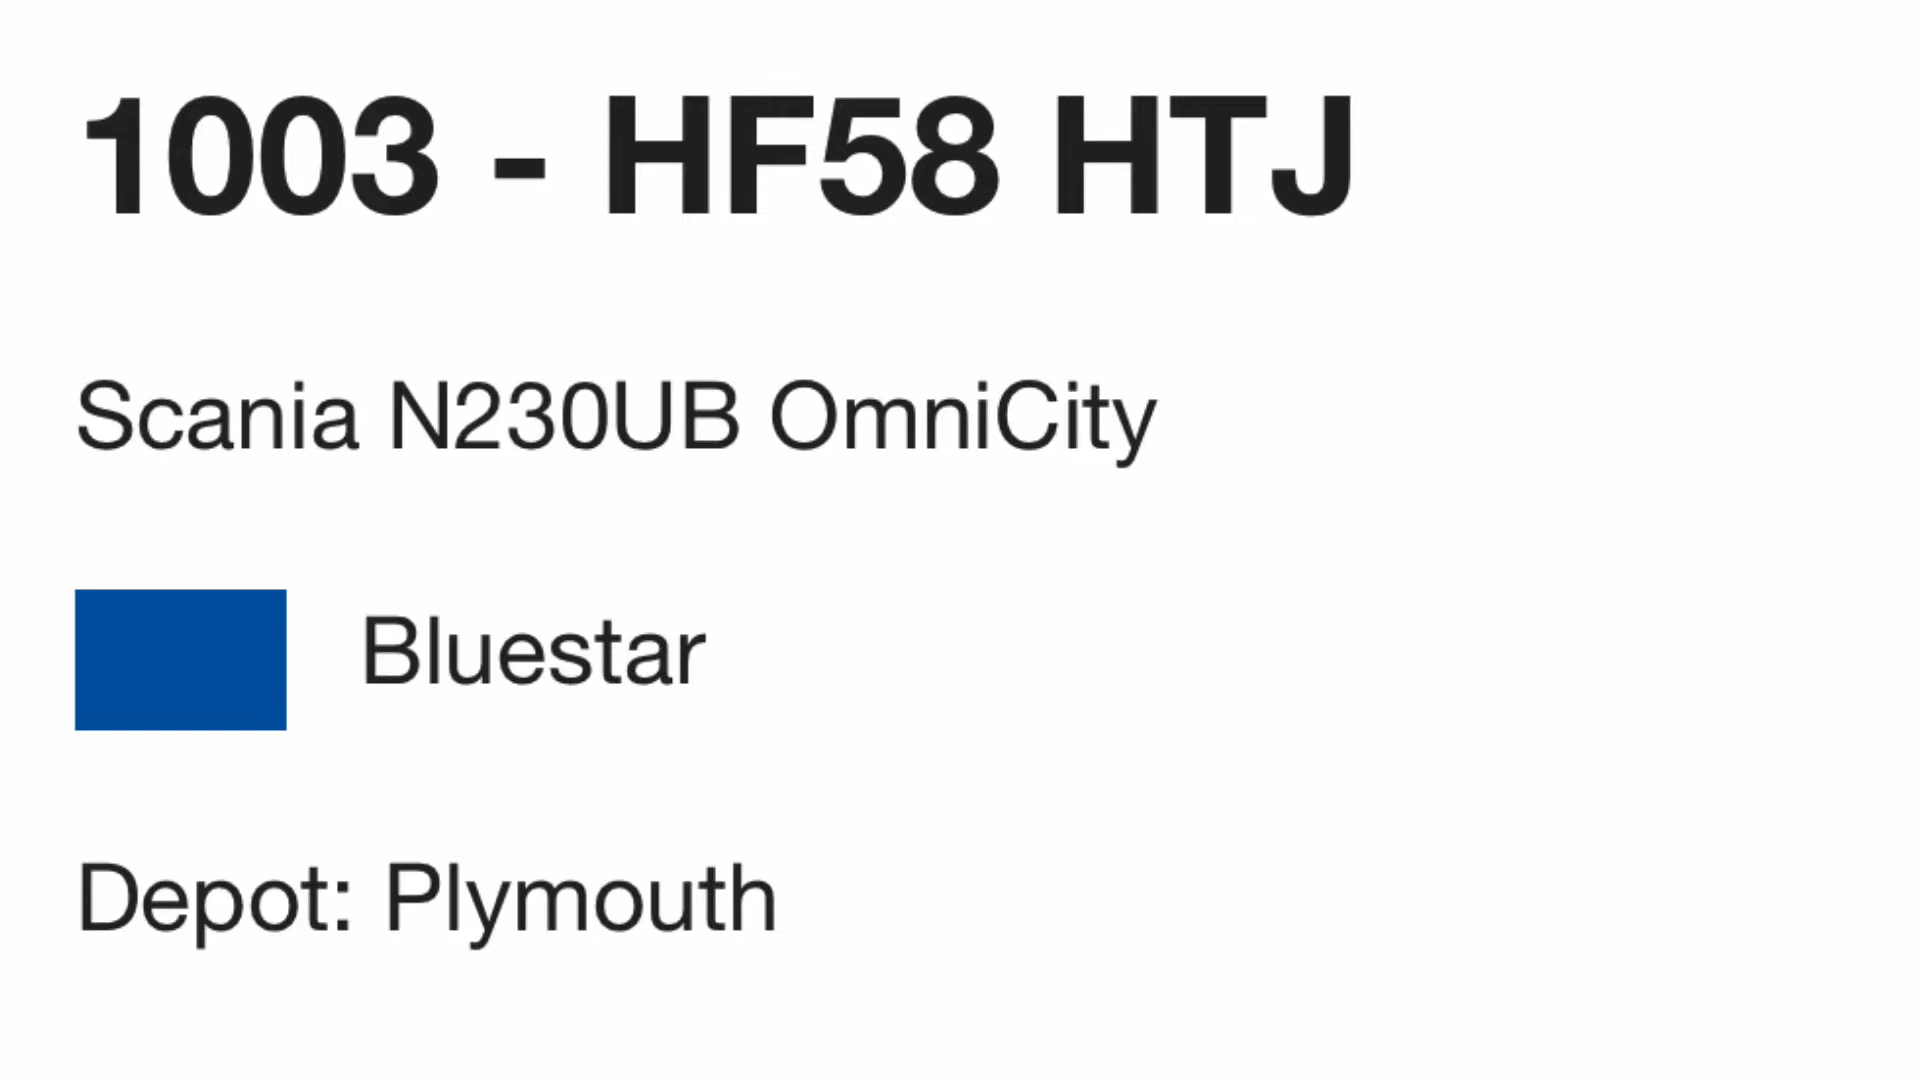 1003 - HF58 HTJ
Scania N230UB OmniCity
Bluestar
Depot: Plymouth